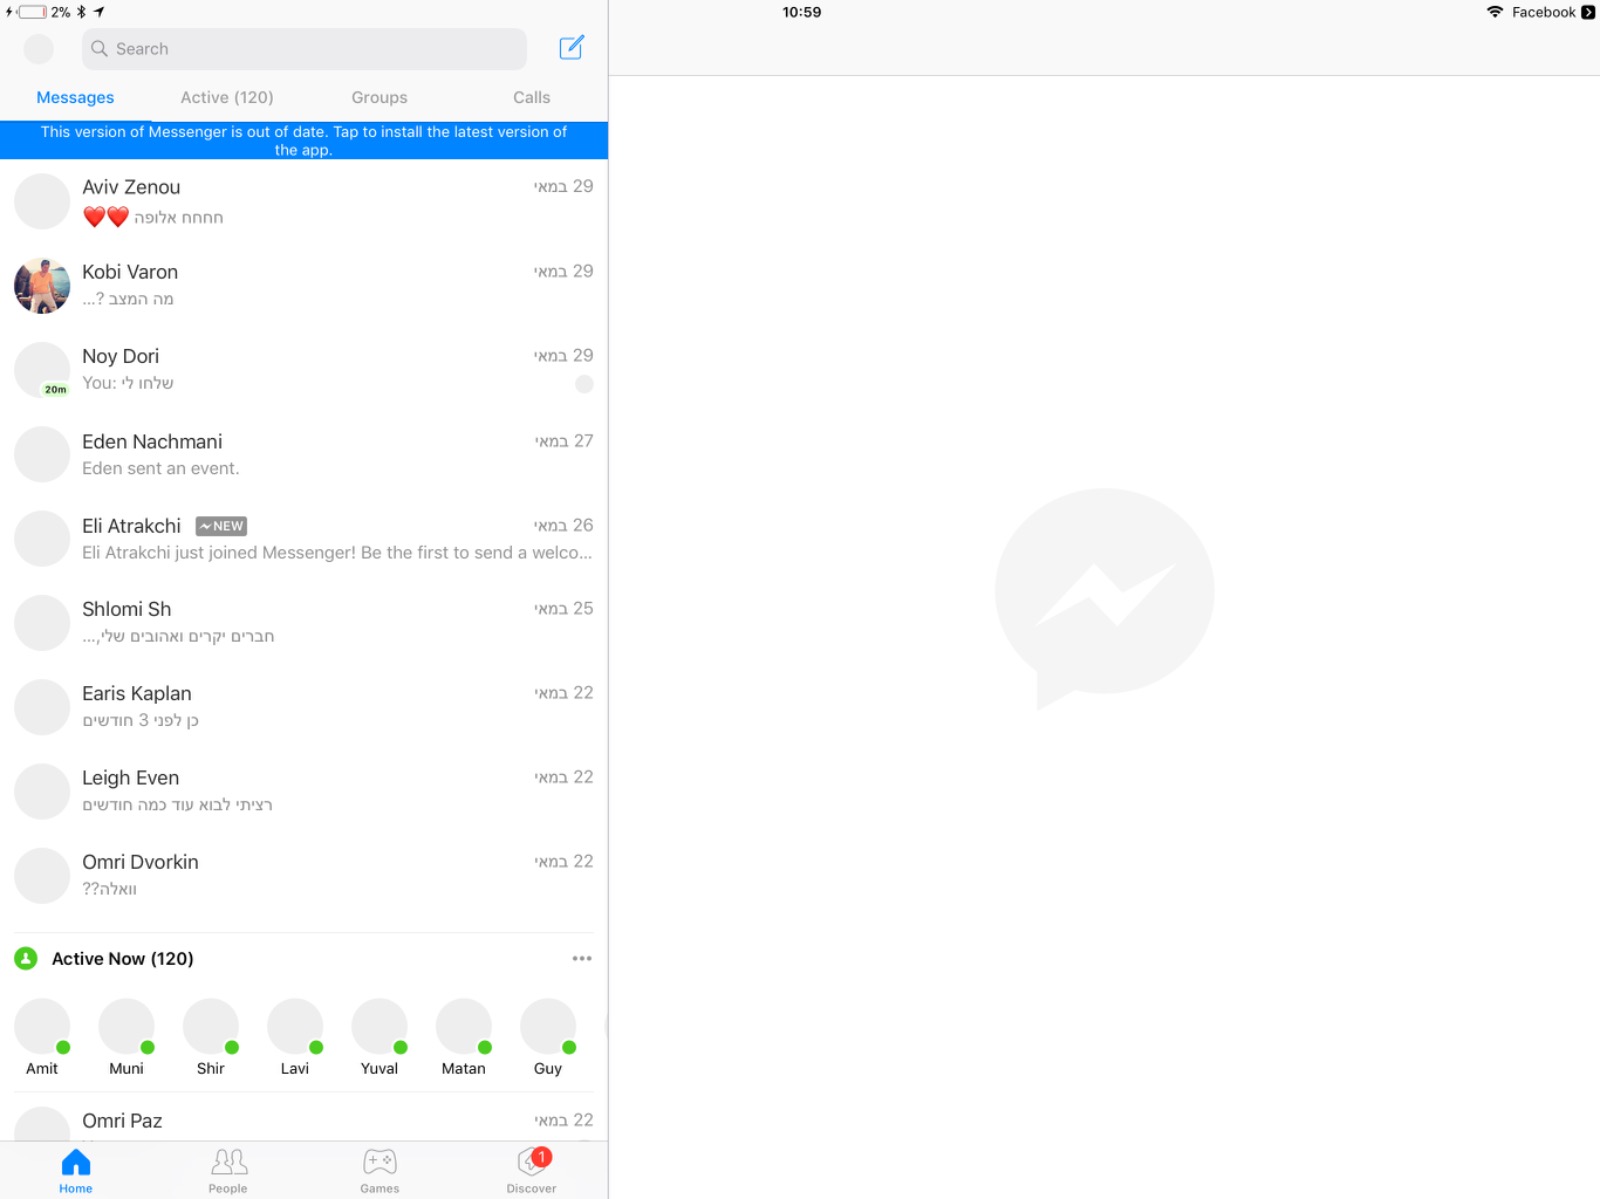 2%
10:59
Facebook
Search
Messages
Active (120)
Groups
Calls
This version of Messenger is out of date. Tap to install the latest version of
the app.
Aviv Zenou
29 במאי
חחחח אלופה ❤️❤️
Kobi Varon
29 במאי
מה המצב ?...
Noy Dori
29 במאי
20m
You: שלחו לי
Eden Nachmani
27 במאי
Eden sent an event.
Eli Atrakchi
NEW
26 במאי
Eli Atrakchi just joined Messenger! Be the first to send a welco...
Shlomi Sh
25 במאי
חברים יקרים ואהובים שלי,...
Earis Kaplan
22 במאי
כן לפני 3 חודשים
Leigh Even
22 במאי
רציתי לבוא עוד כמה חודשים
Omri Dvorkin
22 במאי
וואלה??
Active Now (120)
Amit
Muni
Shir
Lavi
Yuval
Matan
Guy
Omri Paz
22 במאי
1
Home
People
Games
Discover